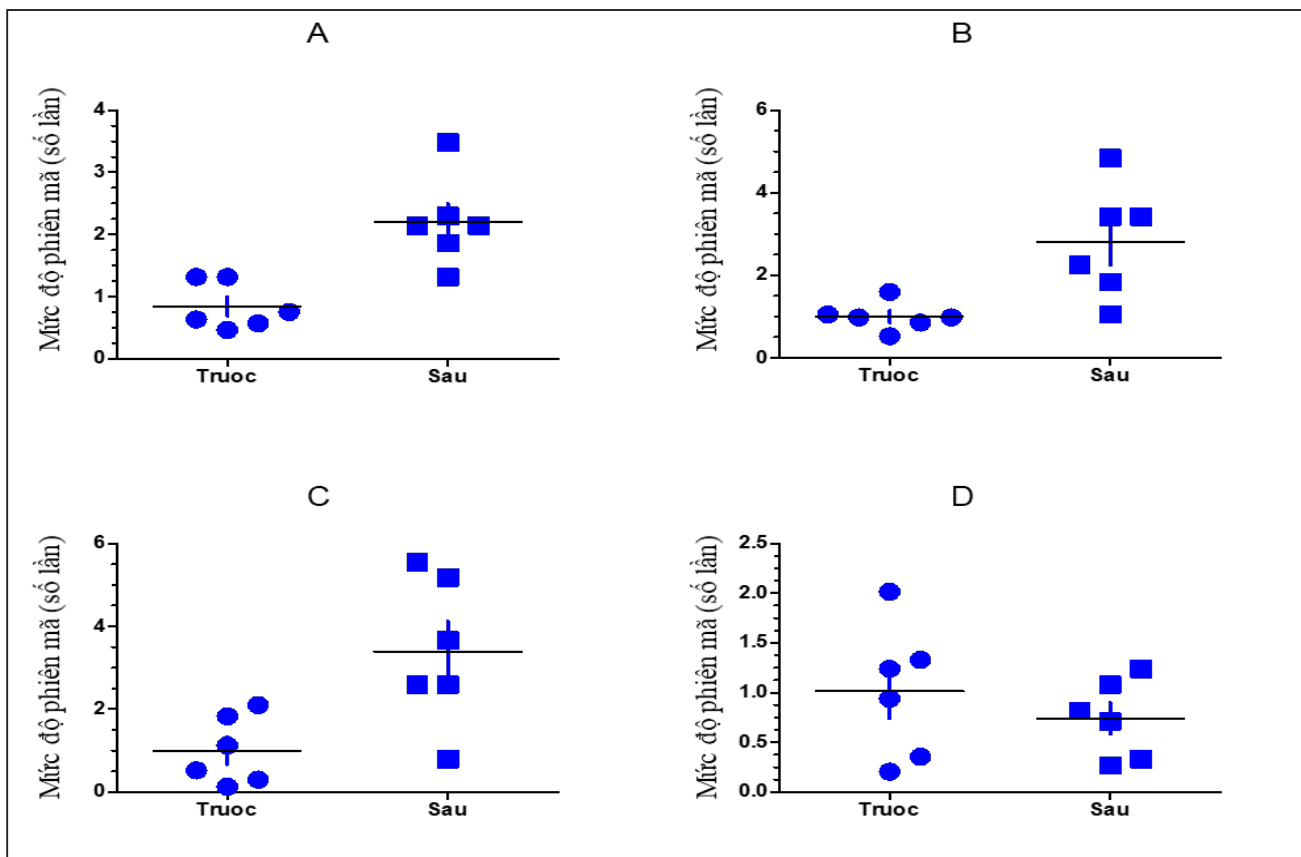 A
Mức độ phiên mã (số lần)
4
3
2
1
0
Truoc Sau
B
Mức độ phiên mã (số lần)
6
4
2
0
Truoc Sau
C
Mức độ phiên mã (số lần)
6
4
2
0
Truoc Sau
D
Mức độ phiên mã (số lần)
2.5
2.0
1.5
1.0
0.5
0.0
Truoc Sau